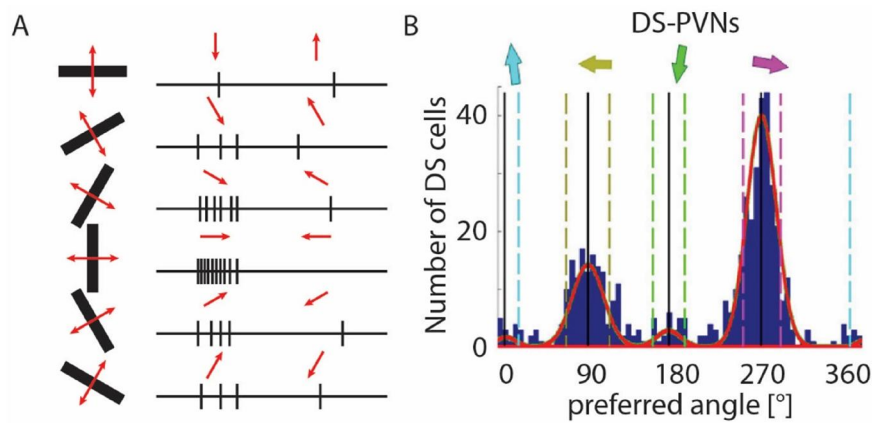 A
B
DS-PVNs
Number of DS cells
40
20
0
0 90 180 270 360
preferred angle [°]